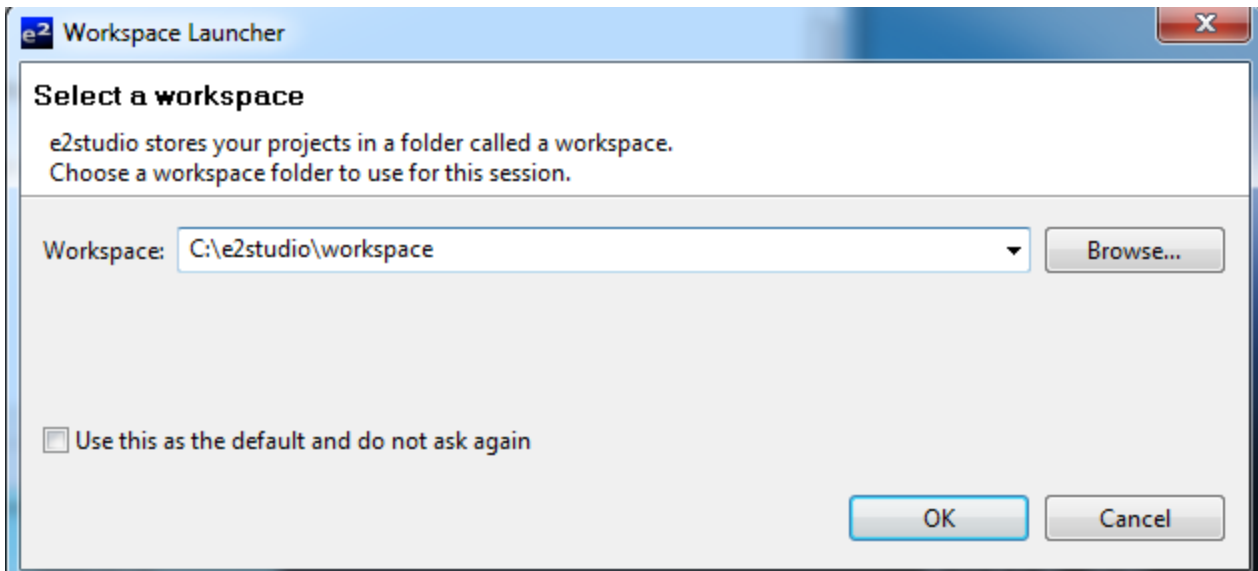 e² Workspace Launcher
x
Select a workspace
e2studio stores your projects in a folder called a workspace.
Choose a workspace folder to use for this session.
Workspace: C:\e2studio\workspace Browse...
Use this as the default and do not ask again
OK Cancel